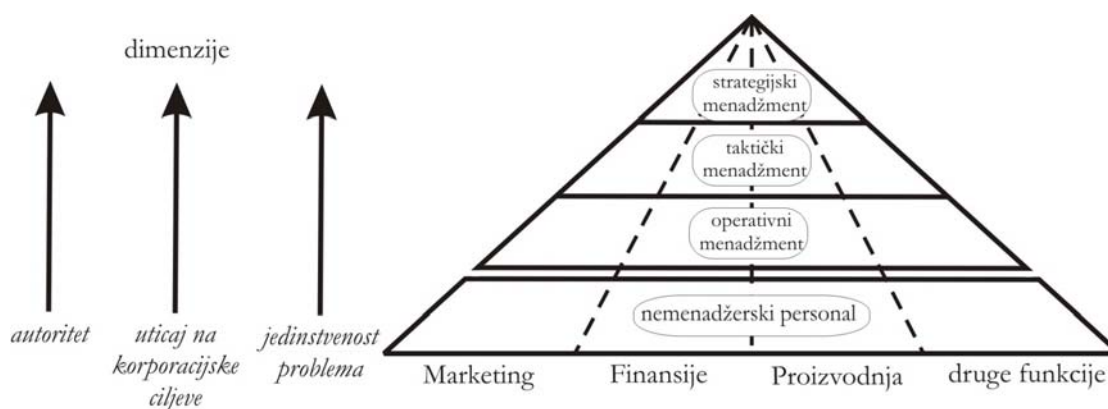 dimenzije
autoritet
uticaj na
korporacijske
ciljeve
jedinstvenost
problema
strategijski
menadžment
taktički
menadžment
operativni
menadžment
nemenadžerski personal
Marketing
Finansije
Proizvodnja
druge funkcije